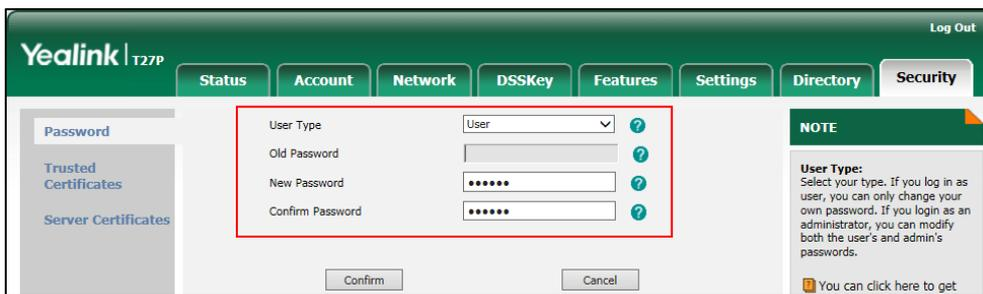 Log Out
Yealink | T27P
Status Account Network DSSKey Features Settings Directory Security
Password
Trusted
Certificates
Server Certificates
User Type User
Old Password
New Password ••••••
Confirm Password ••••••
Confirm Cancel
NOTE
User Type:
Select your type. If you log in as
user, you can only change your
own password. If you login as an
administrator, you can modify
both the user's and admin's
passwords.
You can click here to get